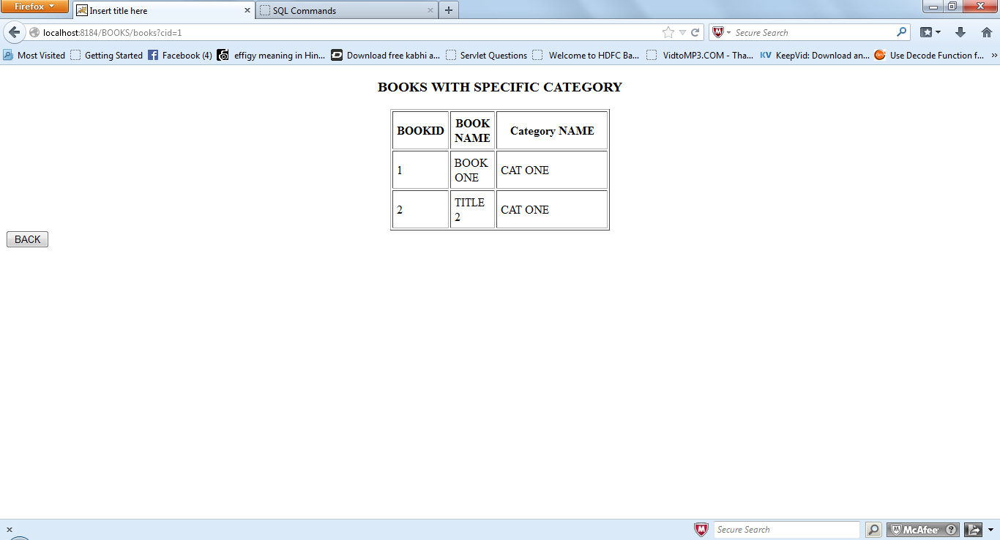 Firefox
Insert title here
SQL Commands
localhost:8184/BOOKS/books?cid=1
Secure Search
Most Visited Getting Started Facebook (4) effigy meaning in Hin... Download free kabhi a... Servlet Questions Welcome to HDFC Ba... VidtoMP3.COM - Tha... KV KeepVid: Download an... Use Decode Function f... »
BOOKS WITH SPECIFIC CATEGORY
BOOKID BOOK NAME Category NAME
1 BOOK ONE CAT ONE
2 TITLE 2 CAT ONE
BACK
Secure Search
McAfee